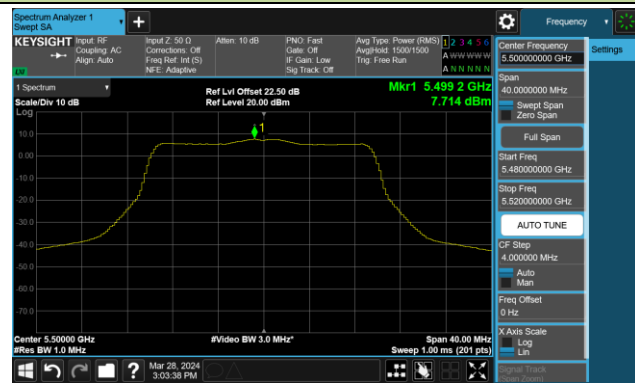 Spectrum Analyzer 1
Swept SA
+
Frequency
KEYSIGHT
Input: RF
Coupling: AC
Align: Auto
Input Z: 50 Ω
Corrections: Off
Freq Ref: Int (S)
NFE: Adaptive
Atten: 10 dB
PNO: Fast
Gate: Off
IF Gain: Low
Sig Track: Off
Avg Type: Power (RMS)
Avg|Hold: 1500/1500
Trig: Free Run
1 2 3 4 5 6
A W W W W W
A N N N N N
1 Spectrum
Scale/Div 10 dB
Log
Ref Lvl Offset 22.50 dB
Ref Level 20.00 dBm
Mkr1 5.499 2 GHz
7.714 dBm
1
10.0
0.00
-10.0
-20.0
-30.0
-40.0
-50.0
-60.0
-70.0
Center 5.50000 GHz
#Res BW 1.0 MHz
#Video BW 3.0 MHz*
Span 40.00 MHz
Sweep 1.00 ms (201 pts)
Mar 28, 2024
3:03:38 PM
?
Center Frequency
5.500000000 GHz
Settings
Span
40.0000000 MHz
Swept Span
Zero Span
Full Span
Start Freq
5.480000000 GHz
Stop Freq
5.520000000 GHz
AUTO TUNE
CF Step
4.000000 MHz
Auto
Man
Freq Offset
0 Hz
X Axis Scale
Log
Lin
Signal Track
(Span Zoom)